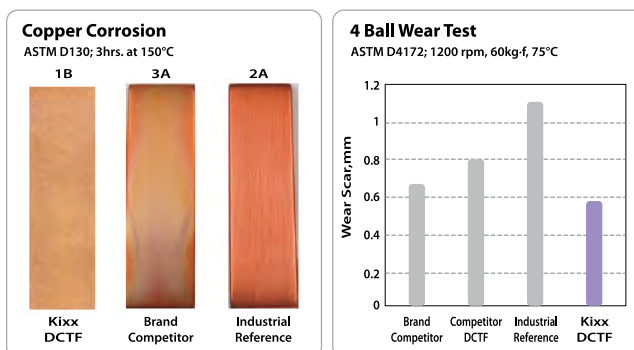 Copper Corrosion
ASTM D130; 3hrs. at 150°C
1B
3A
2A
Kixx
DCTF
Brand
Competitor
Industrial
Reference
4 Ball Wear Test
ASTM D4172; 1200 rpm, 60kg·f, 75°C
Wear Scar,mm
1.2
1
0.8
0.6
0.4
0.2
0
Brand
Competitor
Competitor
DCTF
Industrial
Reference
Kixx
DCTF